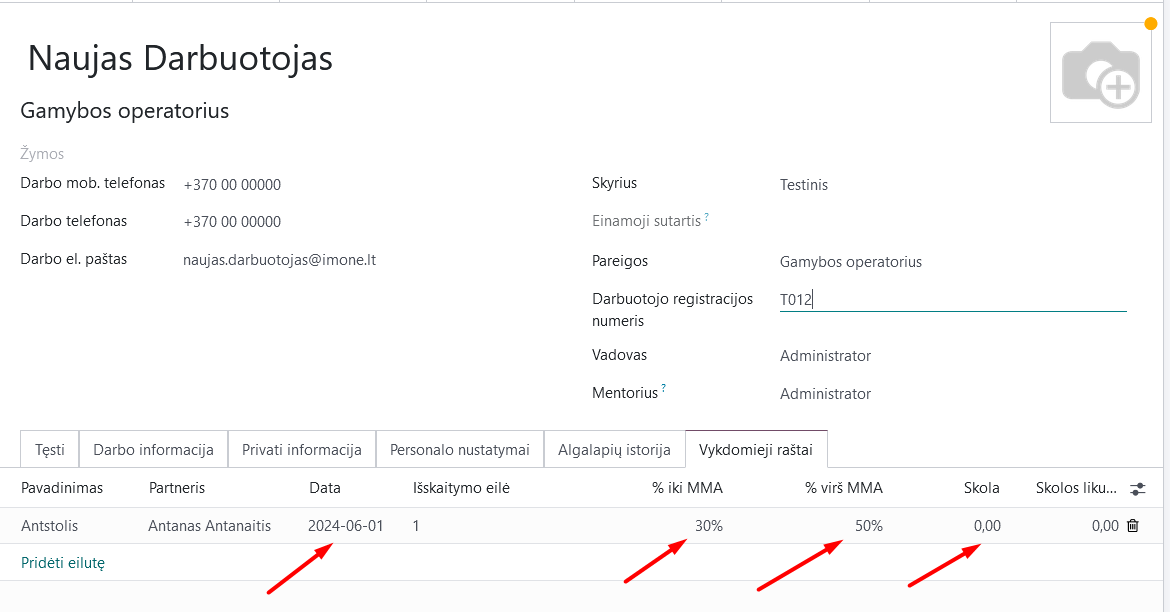 Naujas Darbuotojas
Gamybos operatorius
Žymos
Darbo mob. telefonas +370 00 00000
Darbo telefonas +370 00 00000
Darbo el. paštas naujas.darbuotojas@imone.lt
Skyrius Testinis
Einamoji sutartis ?
Pareigos Gamybos operatorius
Darbuotojo registracijos numeris T012
Vadovas Administrator
Mentorius ? Administrator
Tęsti Darbo informacija Privati informacija Personalo nustatymai Algalapių istorija Vykdomieji raštai
Pavadinimas Partneris Data Išskaitymo eilė % iki MMA % virš MMA Skola Skolos liku...
Antstolis Antanas Antanaitis 2024-06-01 1 30% 50% 0,00 0,00
Pridėti eilutę